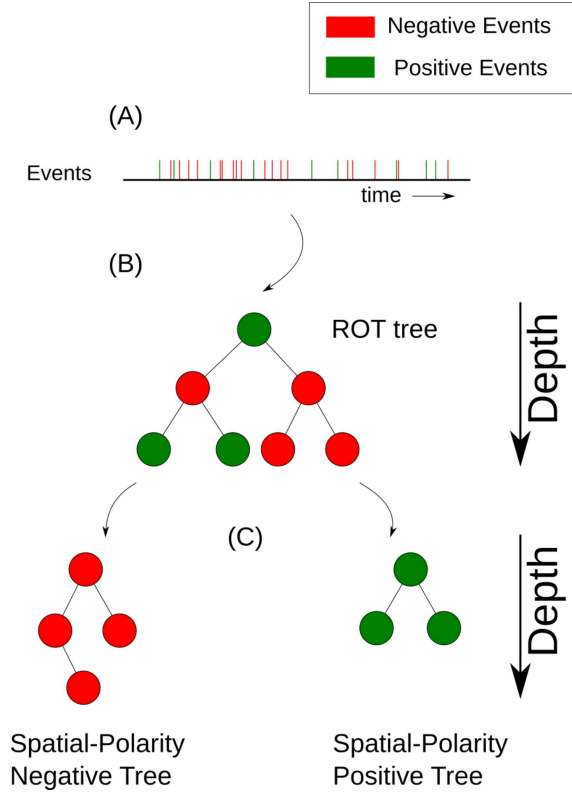 Negative Events
Positive Events
(A)
Events
time
(B)
ROT tree
Depth
(C)
Depth
Spatial-Polarity
Negative Tree
Spatial-Polarity
Positive Tree